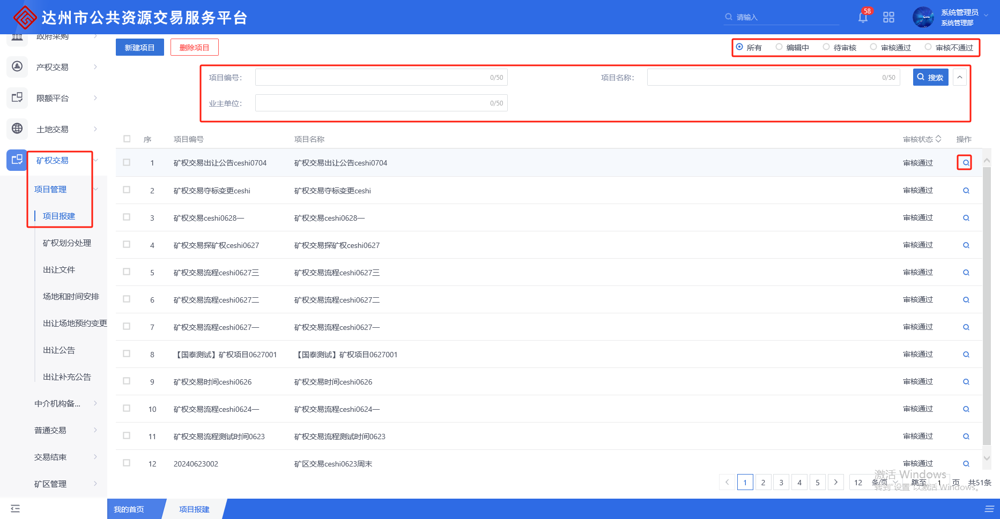 达州市公共资源交易服务平台
请输入
58
系统管理员
系统管理部
政府采购
产权交易
限额平台
土地交易
矿权交易
项目管理
项目报建
矿权划分处理
出让文件
场地和时间安排
出让场地预约变更
出让公告
出让补充公告
中介机构备...
普通交易
交易结束
矿区管理
新建项目 删除项目
所有 编辑中 待审核 审核通过 审核不通过
项目编号: 0/50 项目名称: 0/50 搜索
业主单位: 0/50
序 项目编号 项目名称 审核状态 操作
1 矿权交易出让公告ceshi0704 矿权交易出让公告ceshi0704 审核通过
2 矿权交易夺标变更ceshi 矿权交易夺标变更ceshi 审核通过
3 矿权交易ceshi0628一 矿权交易ceshi0628一 审核通过
4 矿权交易探矿权ceshi0627 矿权交易探矿权ceshi0627 审核通过
5 矿权交易流程ceshi0627三 矿权交易流程ceshi0627三 审核通过
6 矿权交易流程ceshi0627二 矿权交易流程ceshi0627二 审核通过
7 矿权交易流程ceshi0627一 矿权交易流程ceshi0627一 审核通过
8 【国泰测试】矿权项目0627001 【国泰测试】矿权项目0627001 审核通过
9 矿权交易时间ceshi0626 矿权交易时间ceshi0626 审核通过
10 矿权交易流程ceshi0624一 矿权交易流程ceshi0624一 审核通过
11 矿权交易流程测试时间0623 矿权交易流程测试时间0623 审核通过
12 20240623002 矿区交易ceshi0623周末 审核通过
1 2 3 4 5 12 条/页 跳至 1 页 共51条
激活 Windows
转到"设置"以激活 Windows。
我的首页 项目报建